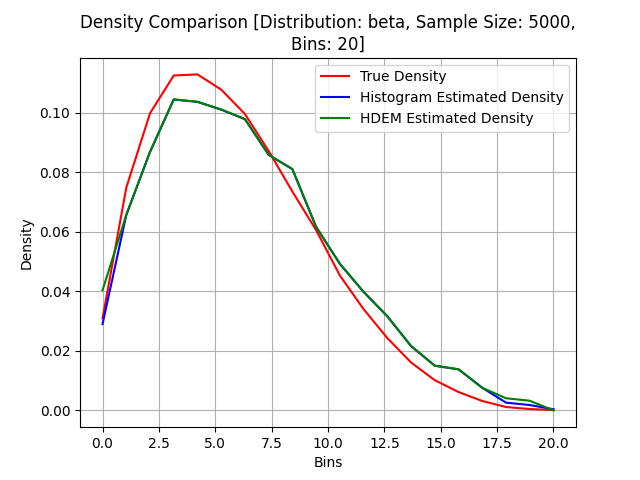 Density Comparison [Distribution: beta, Sample Size: 5000,
Bins: 20]
True Density
Histogram Estimated Density
HDEM Estimated Density
Density
0.10
0.08
0.06
0.04
0.02
0.00
0.0 2.5 5.0 7.5 10.0 12.5 15.0 17.5 20.0
Bins